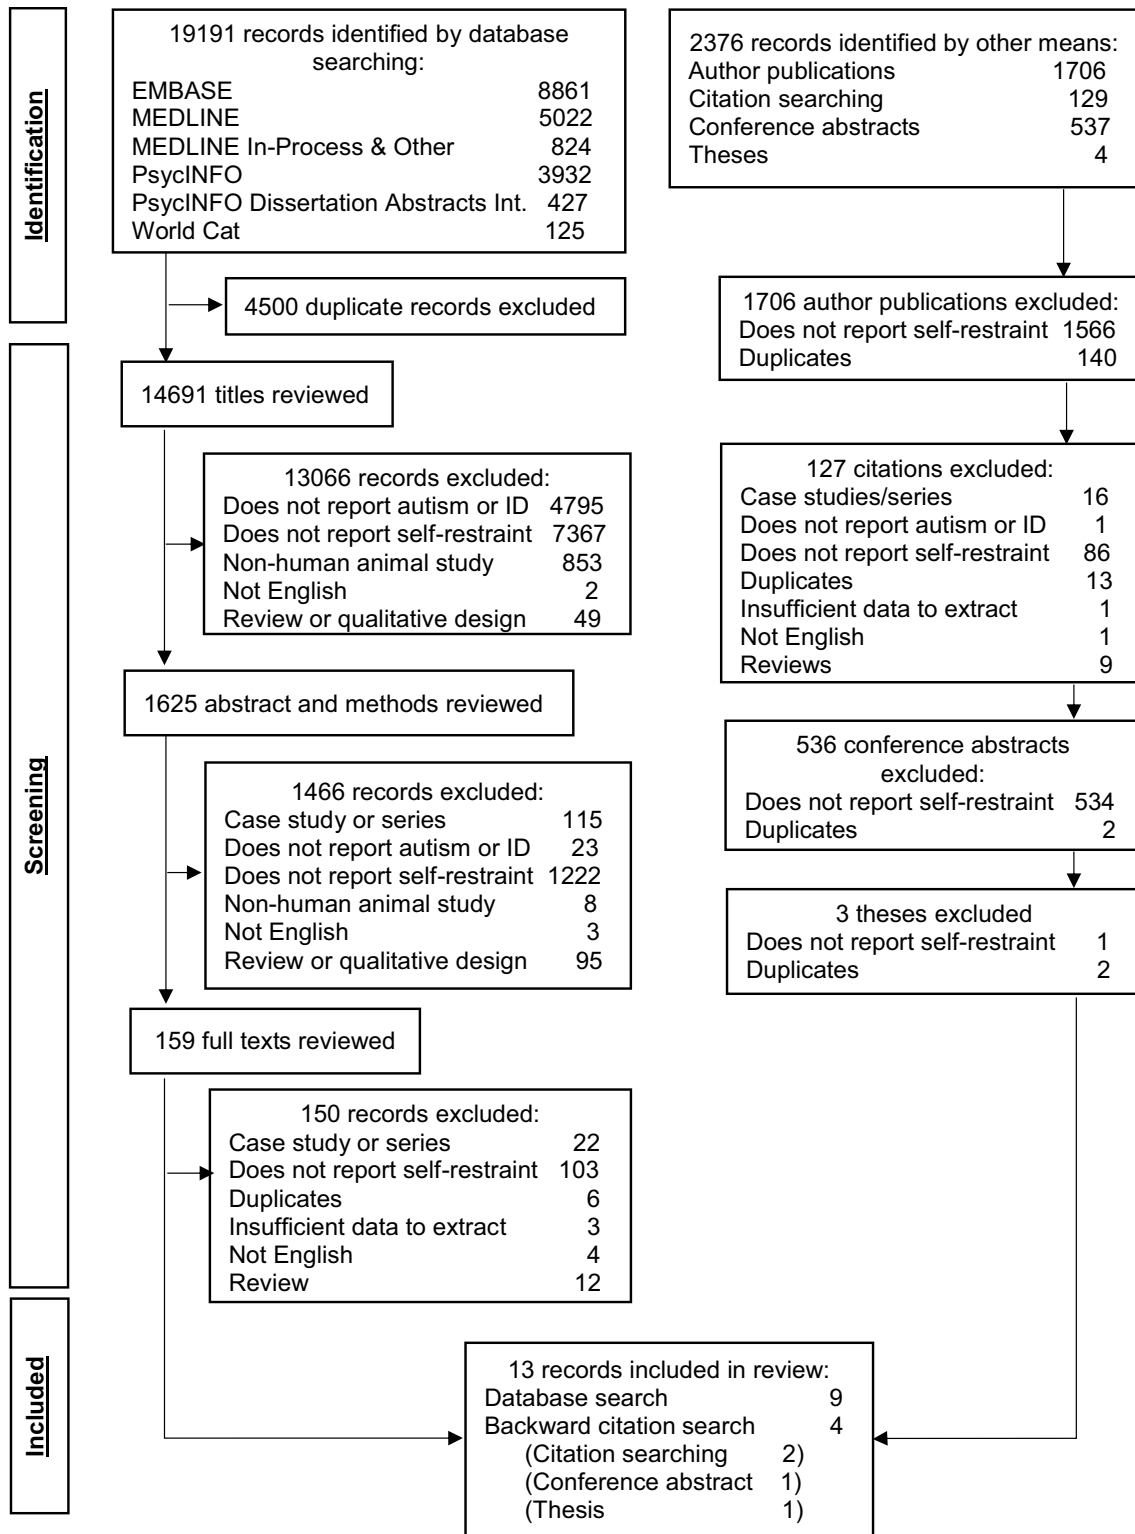 Identification
19191 records identified by database
searching:
EMBASE 8861
MEDLINE 5022
MEDLINE In-Process & Other 824
PsycINFO 3932
PsycINFO Dissertation Abstracts Int. 427
World Cat 125
2376 records identified by other means:
Author publications 1706
Citation searching 129
Conference abstracts 537
Theses 4
4500 duplicate records excluded
1706 author publications excluded:
Does not report self-restraint 1566
Duplicates 140
Screening
14691 titles reviewed
13066 records excluded:
Does not report autism or ID 4795
Does not report self-restraint 7367
Non-human animal study 853
Not English 2
Review or qualitative design 49
127 citations excluded:
Case studies/series 16
Does not report autism or ID 1
Does not report self-restraint 86
Duplicates 13
Insufficient data to extract 1
Not English 1
Reviews 9
1625 abstract and methods reviewed
536 conference abstracts
excluded:
Does not report self-restraint 534
Duplicates 2
1466 records excluded:
Case study or series 115
Does not report autism or ID 23
Does not report self-restraint 1222
Non-human animal study 8
Not English 3
Review or qualitative design 95
3 theses excluded
Does not report self-restraint 1
Duplicates 2
159 full texts reviewed
150 records excluded:
Case study or series 22
Does not report self-restraint 103
Duplicates 6
Insufficient data to extract 3
Not English 4
Review 12
Included
13 records included in review:
Database search 9
Backward citation search 4
(Citation searching 2)
(Conference abstract 1)
(Thesis 1)